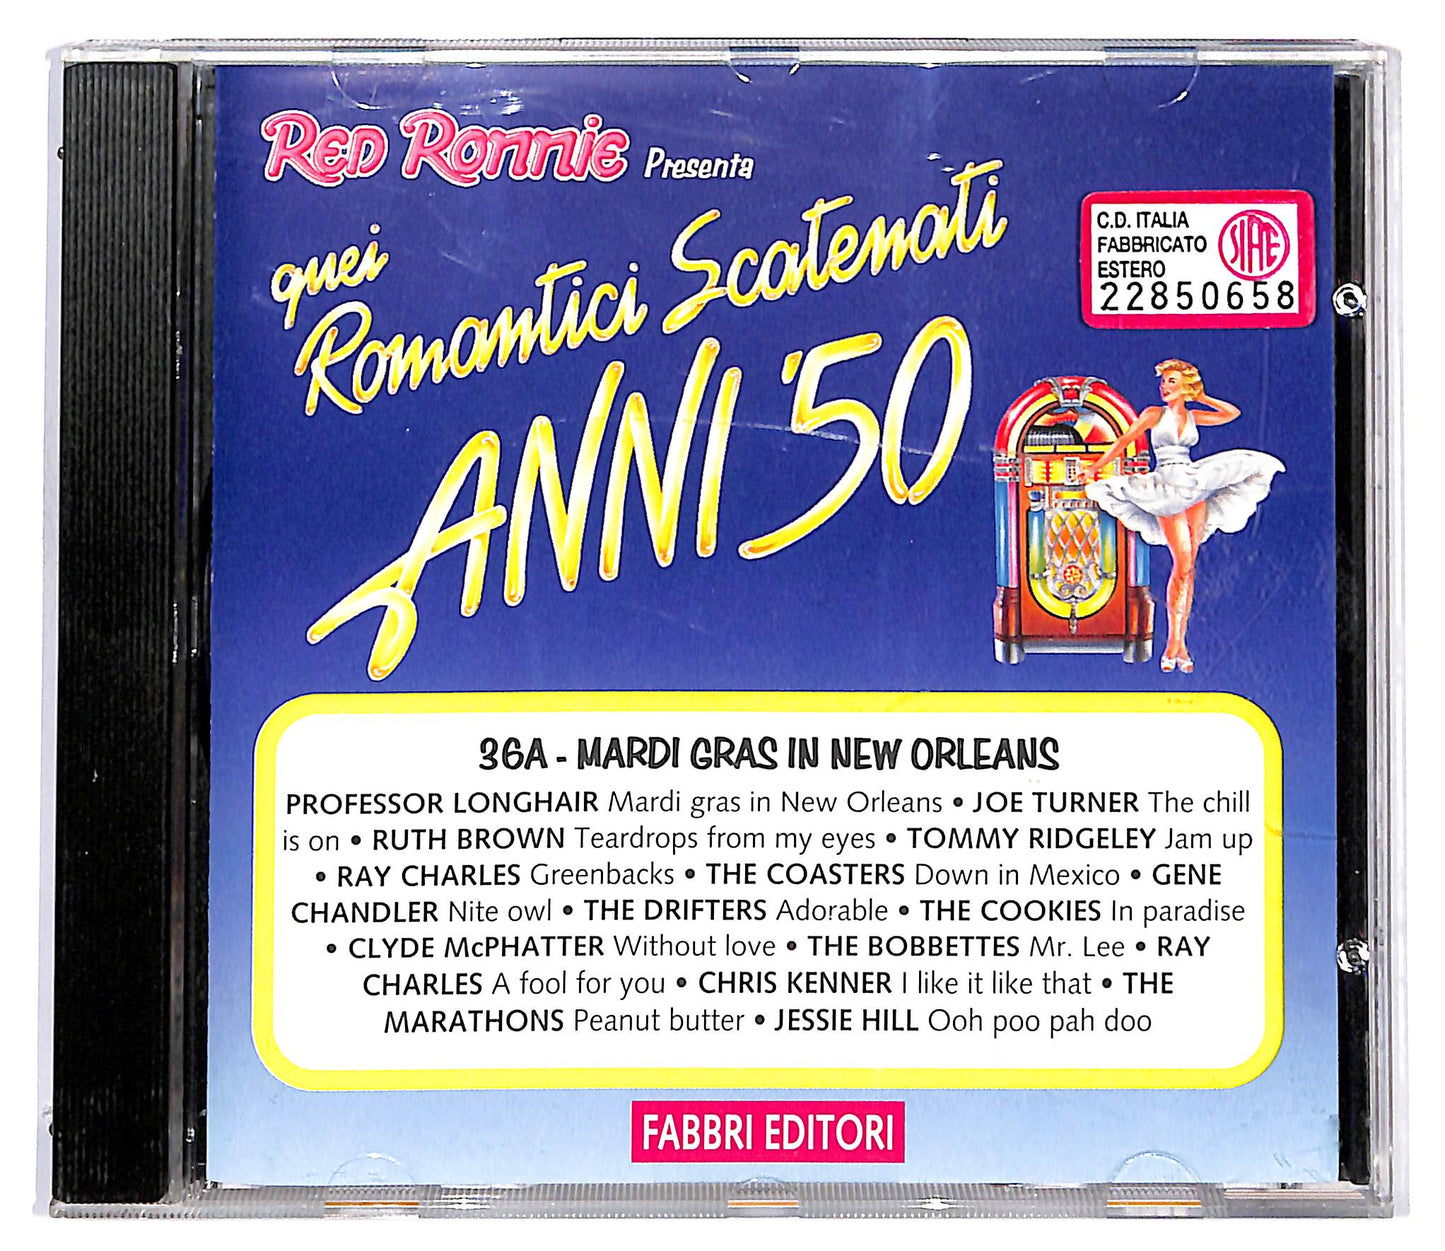 RED RONNIE Presenta
quei
Romantici Scatenati
ANNI '50
C.D. ITALIA
FABBRICATO
ESTERO
SIAE
22850658
36A - MARDI GRAS IN NEW ORLEANS
PROFESSOR LONGHAIR Mardi gras in New Orleans • JOE TURNER The chill
is on • RUTH BROWN Teardrops from my eyes • TOMMY RIDGELEY Jam up
• RAY CHARLES Greenbacks • THE COASTERS Down in Mexico • GENE
CHANDLER Nite owl • THE DRIFTERS Adorable • THE COOKIES In paradise
• CLYDE McPHATTER Without love • THE BOBBETTES Mr. Lee • RAY
CHARLES A fool for you • CHRIS KENNER I like it like that • THE
MARATHONS Peanut butter • JESSIE HILL Ooh poo pah doo
FABBRI EDITORI